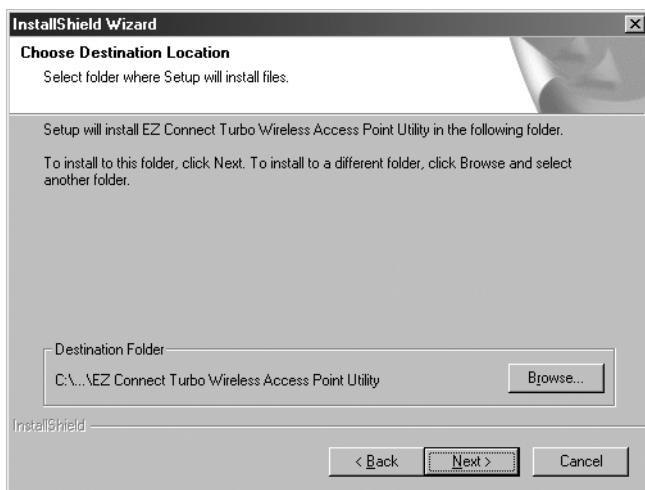 InstallShield Wizard
Choose Destination Location
Select folder where Setup will install files.
Setup will install EZ Connect Turbo Wireless Access Point Utility in the following folder.
To install to this folder, click Next. To install to a different folder, click Browse and select
another folder.
Destination Folder
C:\...\EZ Connect Turbo Wireless Access Point Utility
Browse...
InstallShield
< Back
Next >
Cancel